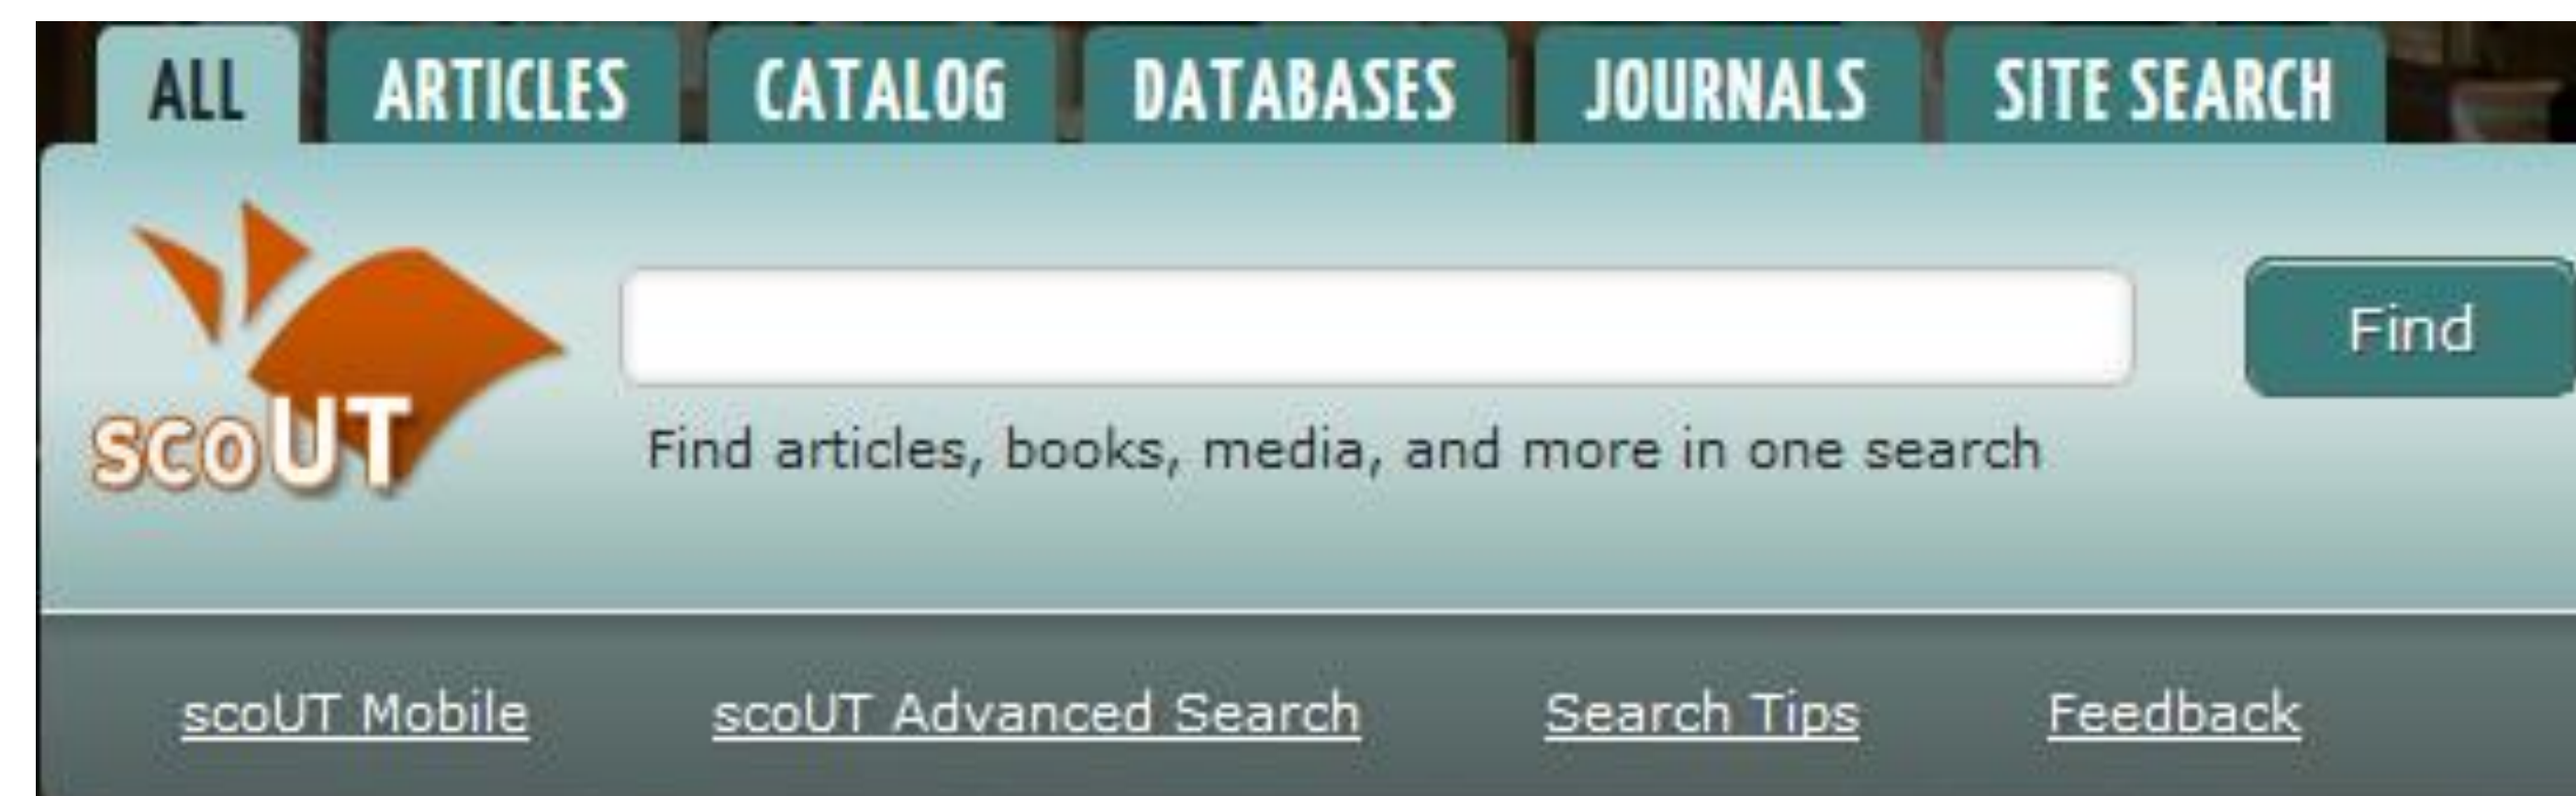 ALL ARTICLES CATALOG DATABASES JOURNALS SITE SEARCH
scoUT
Find
Find articles, books, media, and more in one search
scoUT Mobile scoUT Advanced Search Search Tips Feedback